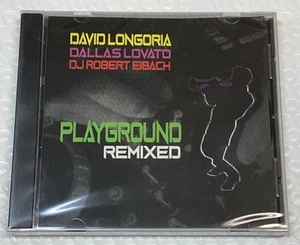 DAVID LONGORIA
DALLAS LOVATO
DJ ROBERT EIBACH
PLAYGROUND
REMIXED